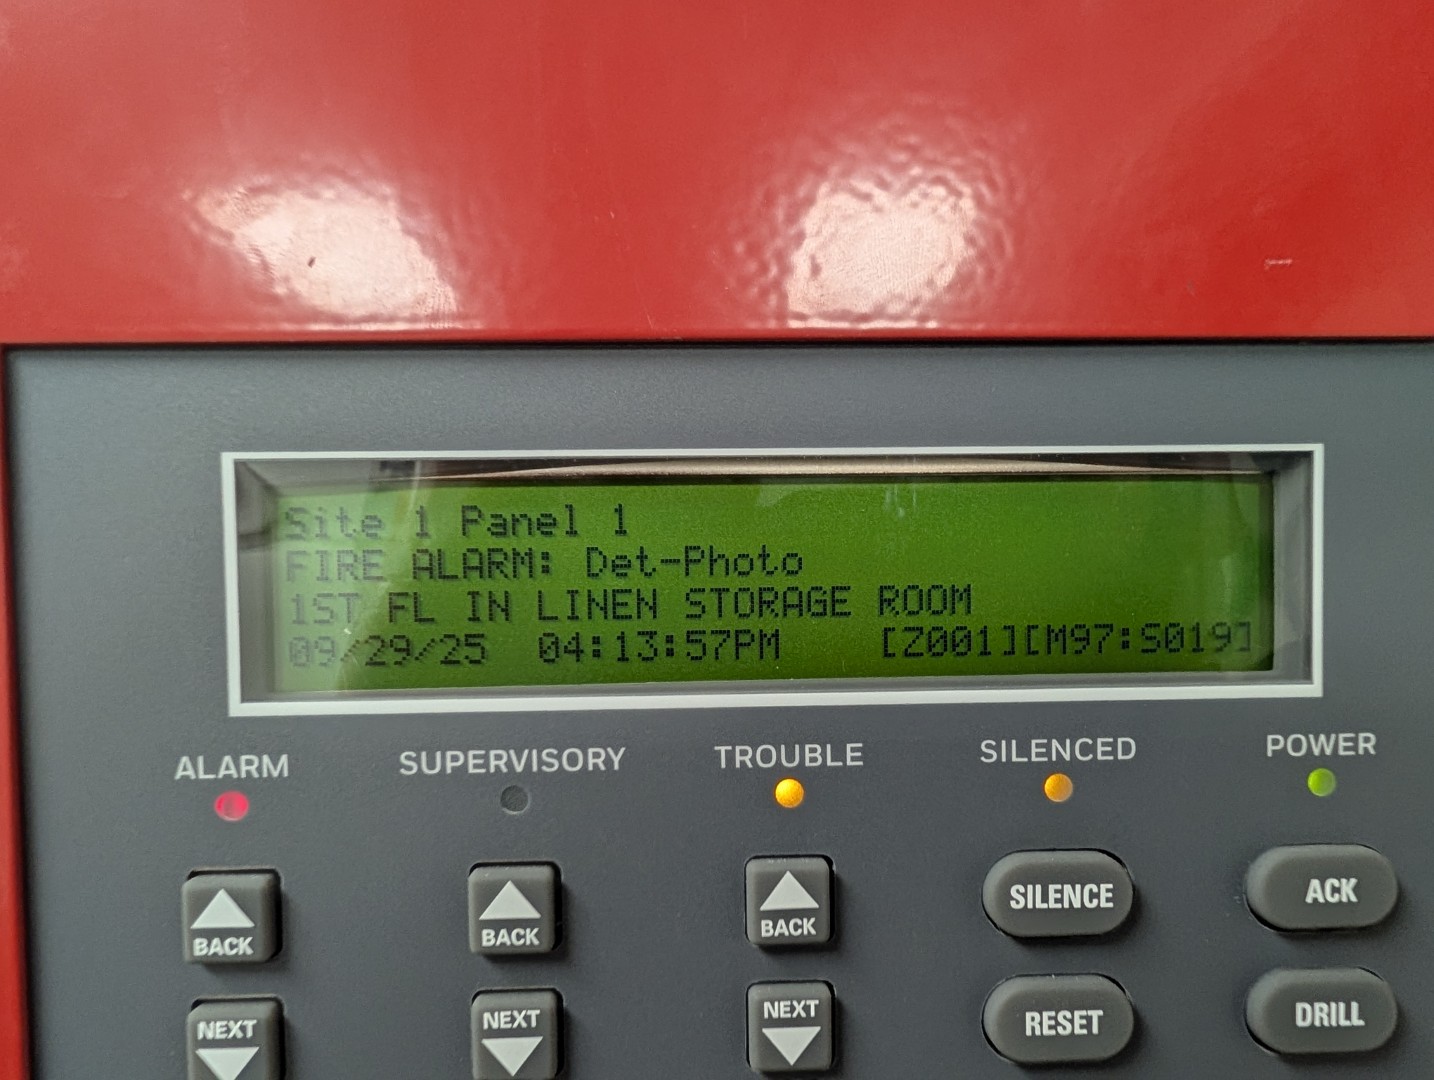 Site 1 Panel 1
FIRE ALARM: Det-Photo
1ST FL IN LINEN STORAGE ROOM
09/29/25 04:13:57PM [Z001][M97:S019]
ALARM SUPERVISORY TROUBLE SILENCED POWER
BACK BACK BACK SILENCE ACK
NEXT NEXT NEXT RESET DRILL